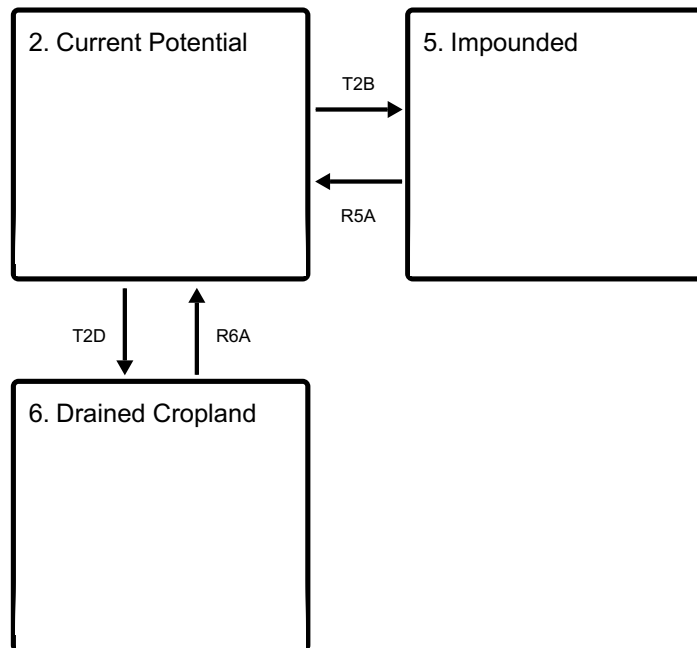 2. Current Potential
5. Impounded
T2B
R5A
T2D
R6A
6. Drained Cropland